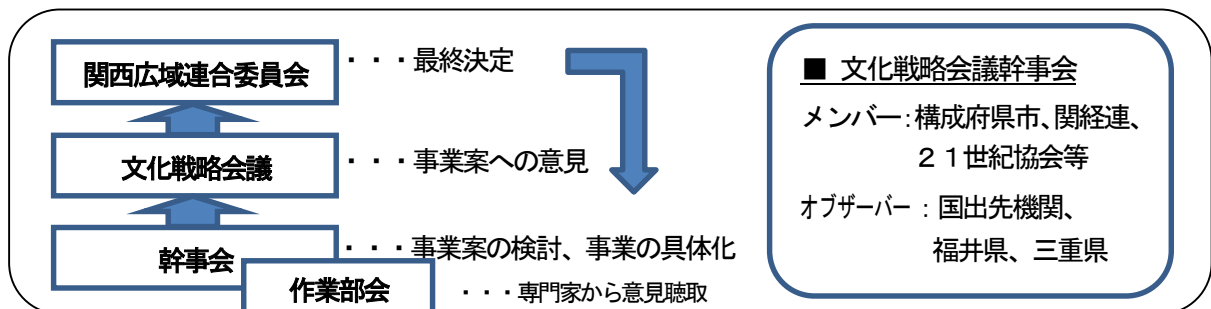 関西広域連合委員会
・・・最終決定
文化戦略会議
・・・事業案への意見
幹事会
・・・事業案の検討、事業の具体化
作業部会
・・・専門家から意見聴取
■ 文化戦略会議幹事会
メンバー：構成府県市、関経連、
２１世紀協会等
オブザーバー：国出先機関、
福井県、三重県